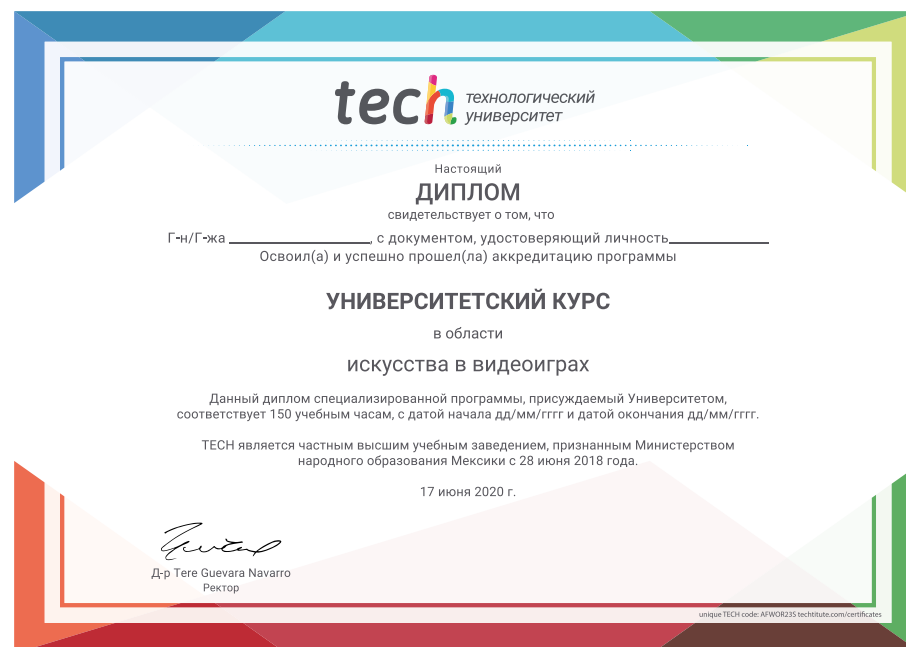 tech технологический
университет
Настоящий
ДИПЛОМ
свидетельствует о том, что
Г-н/Г-жа ____________________, с документом, удостоверяющий личность______________
Освоил(а) и успешно прошел(ла) аккредитацию программы
УНИВЕРСИТЕТСКИЙ КУРС
в области
искусства в видеоиграх
Данный диплом специализированной программы, присуждаемый Университетом,
соответствует 150 учебным часам, с датой начала дд/мм/гггг и датой окончания дд/мм/гггг.
TECH является частным высшим учебным заведением, признанным Министерством
народного образования Мексики с 28 июня 2018 года.
17 июня 2020 г.
Д-р Tere Guevara Navarro
Ректор
unique TECH code: AFWOR23S techtitute.com/certificates